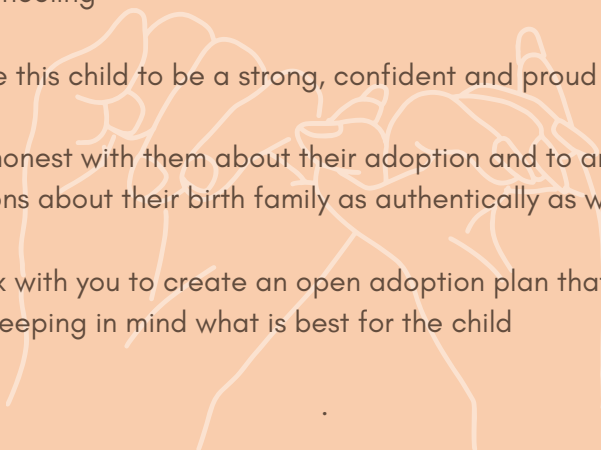 e this child to be a strong, confident and proud
honest with them about their adoption and to a
ons about their birth family as authentically as w
k with you to create an open adoption plan that
eeping in mind what is best for the child
.